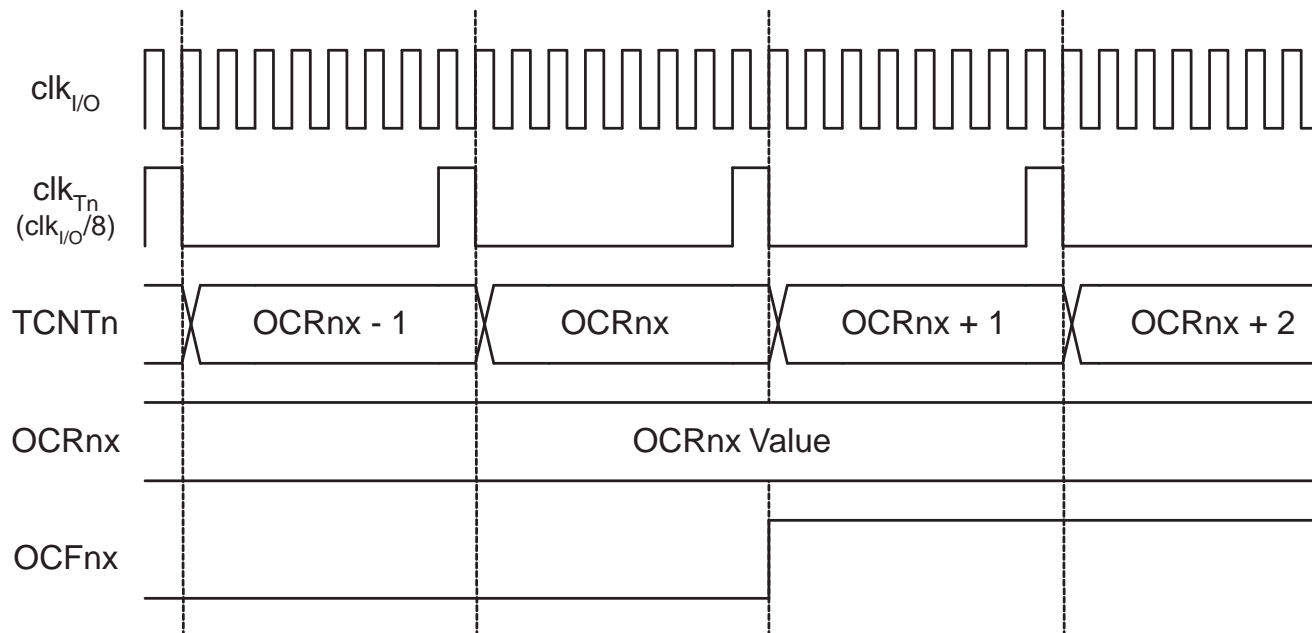 clkI/O
clkTn
(clkI/O/8)
TCNTn OCRnx - 1 OCRnx OCRnx + 1 OCRnx + 2
OCRnx OCRnx Value
OCFnx